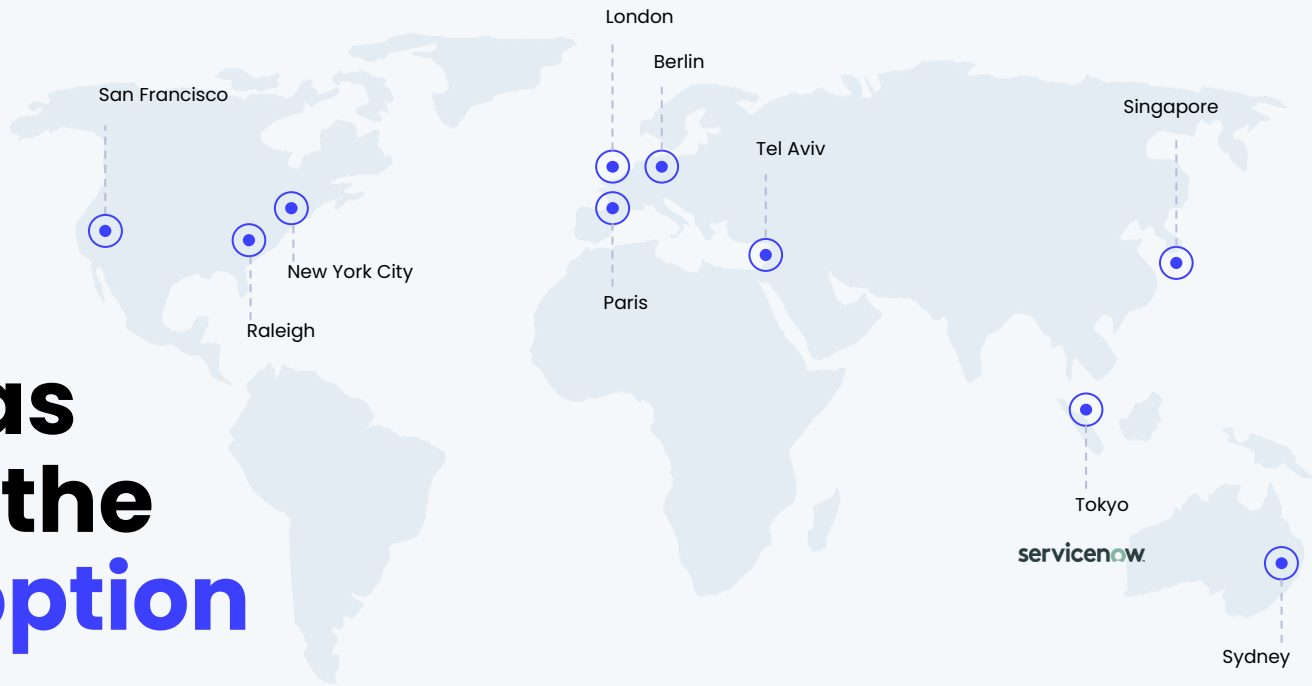 London
Berlin
San Francisco
Singapore
Tel Aviv
New York City
Paris
Raleigh
as
the
option
Tokyo
servicenow
Sydney